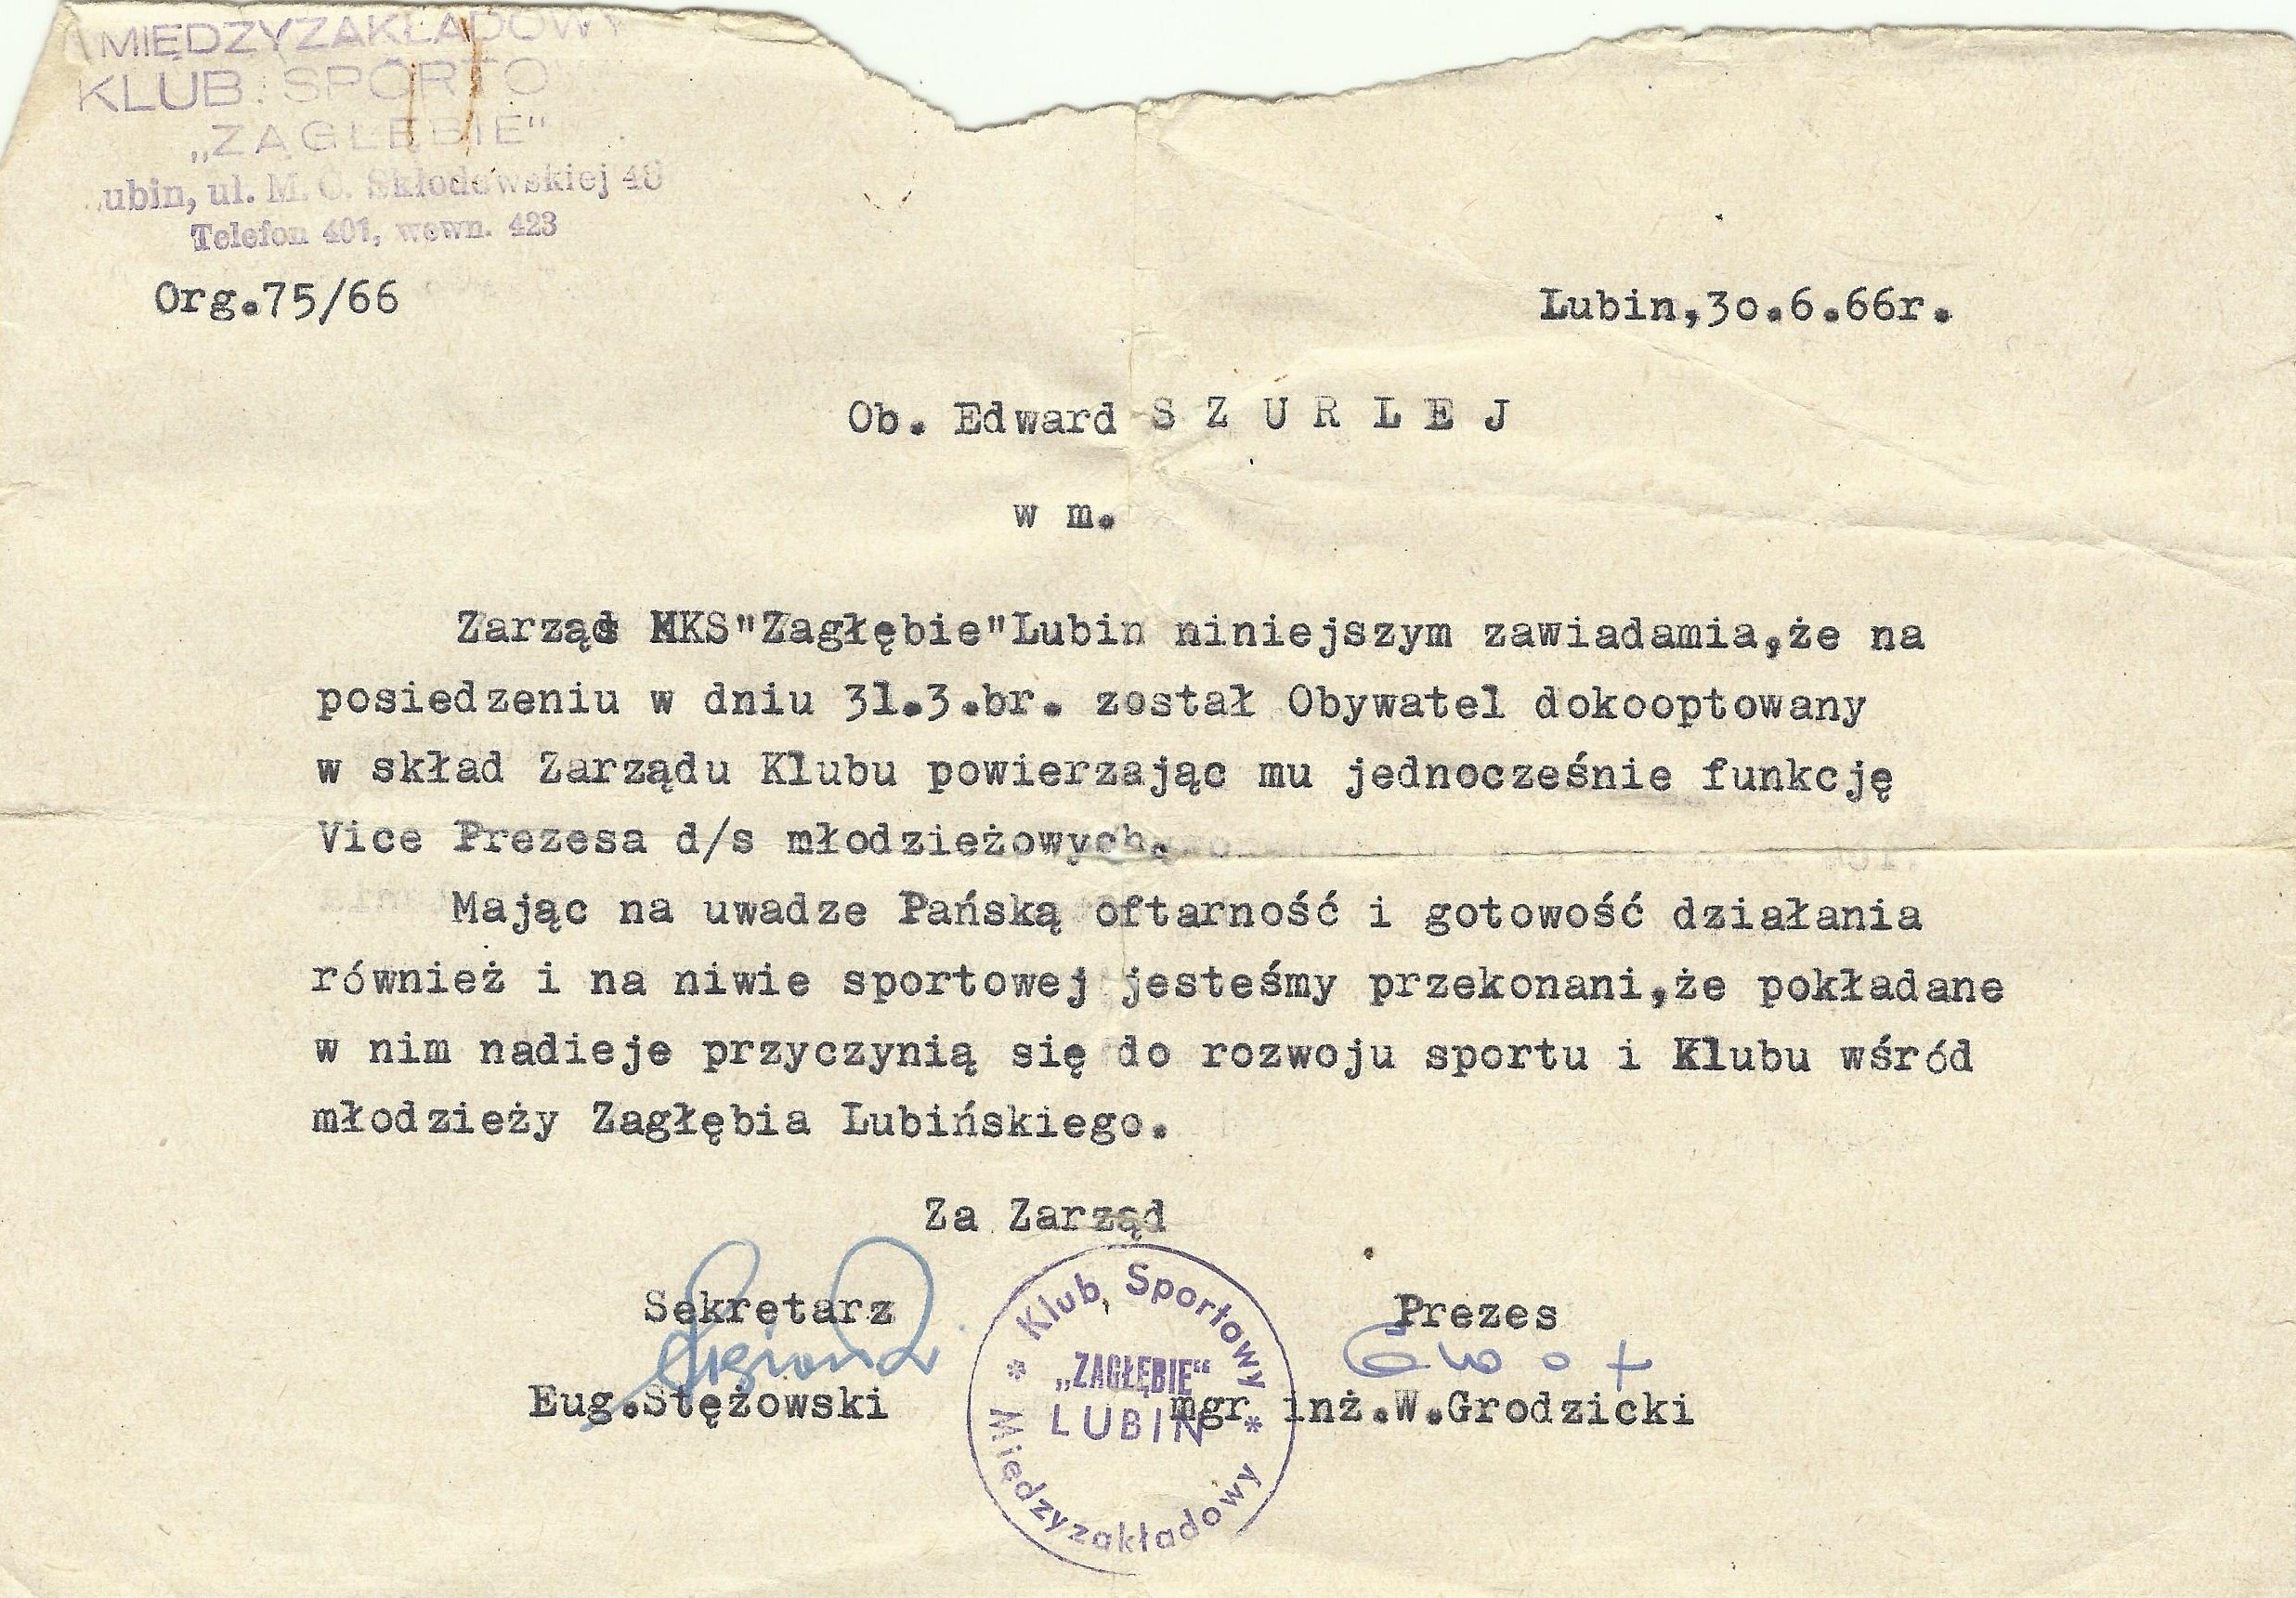 MIĘDZYZAKŁADOWY
KLUB SPORTO
„ZAGŁĘBIE"
ubin, ul. M. C. Skłodowskiej 48
Telefon 401, wewn. 423
Org.75/66
Lubin,30.6.66r.
Ob. Edward S Z U R L E J
w m.
Zarząd MKS"Zagłębie"Lubin niniejszym zawiadamia,że na
posiedzeniu w dniu 31.3.br. został Obywatel dokooptowany
w skład Zarządu Klubu powierzając mu jednocześnie funkcję
Vice Prezesa d/s młodzieżowych.
Mając na uwadze Pańską oftarność i gotowość działania
również i na niwie sportowej jesteśmy przekonani,że pokładane
w nim nadieje przyczynią się do rozwoju sportu i Klubu wśród
młodzieży Zagłębia Lubińskiego.
Za Zarząd
Sekretarz
Prezes
Eug.Stężowski
mgr inż.W.Grodzicki
* Klub Sportowy *
„ZAGŁĘBIE"
LUBIN
Międzyzakładowy